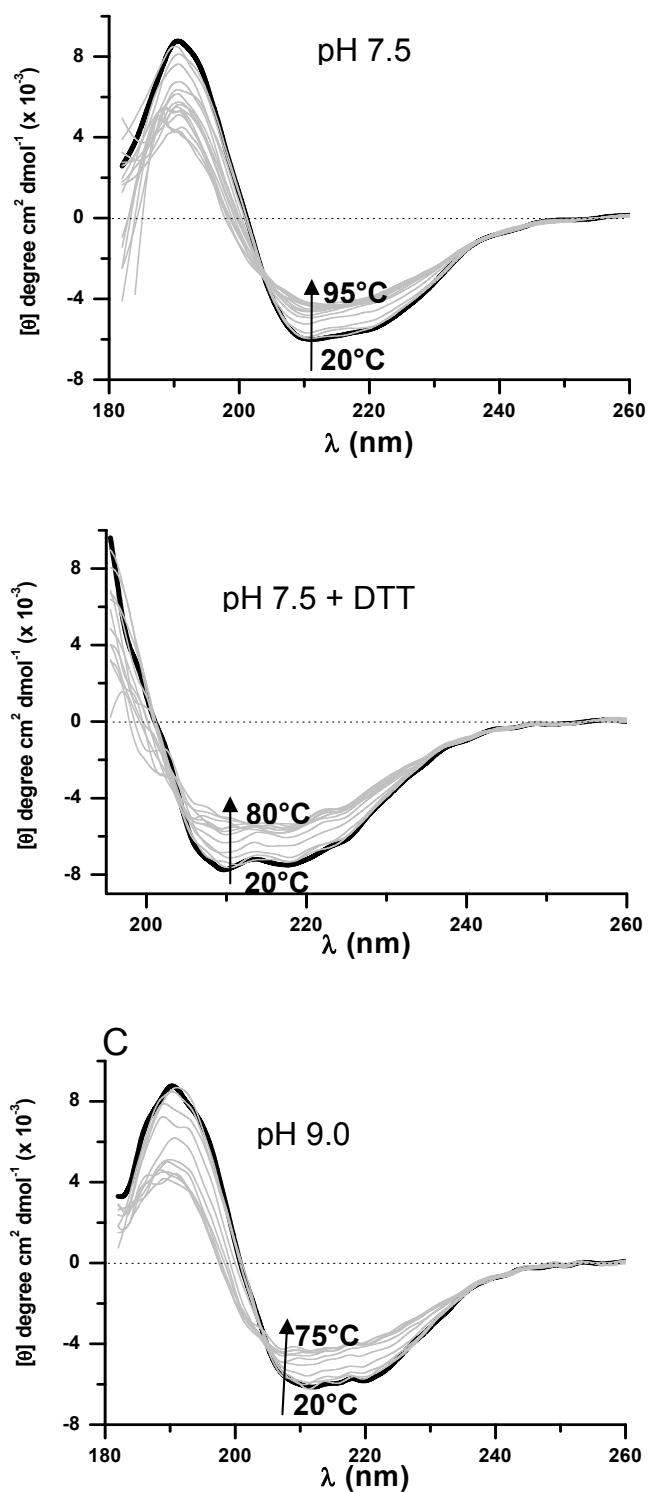 pH 7.5
[θ] degree cm² dmol⁻¹ (x 10⁻³)
8
4
0
-4
-8
95°C
20°C
180 200 220 240 260
λ (nm)
pH 7.5 + DTT
[θ] degree cm² dmol⁻¹ (x 10⁻³)
8
4
0
-4
-8
80°C
20°C
200 220 240 260
λ (nm)
C
pH 9.0
[θ] degree cm² dmol⁻¹ (x 10⁻³)
8
4
0
-4
-8
75°C
20°C
180 200 220 240 260
λ (nm)